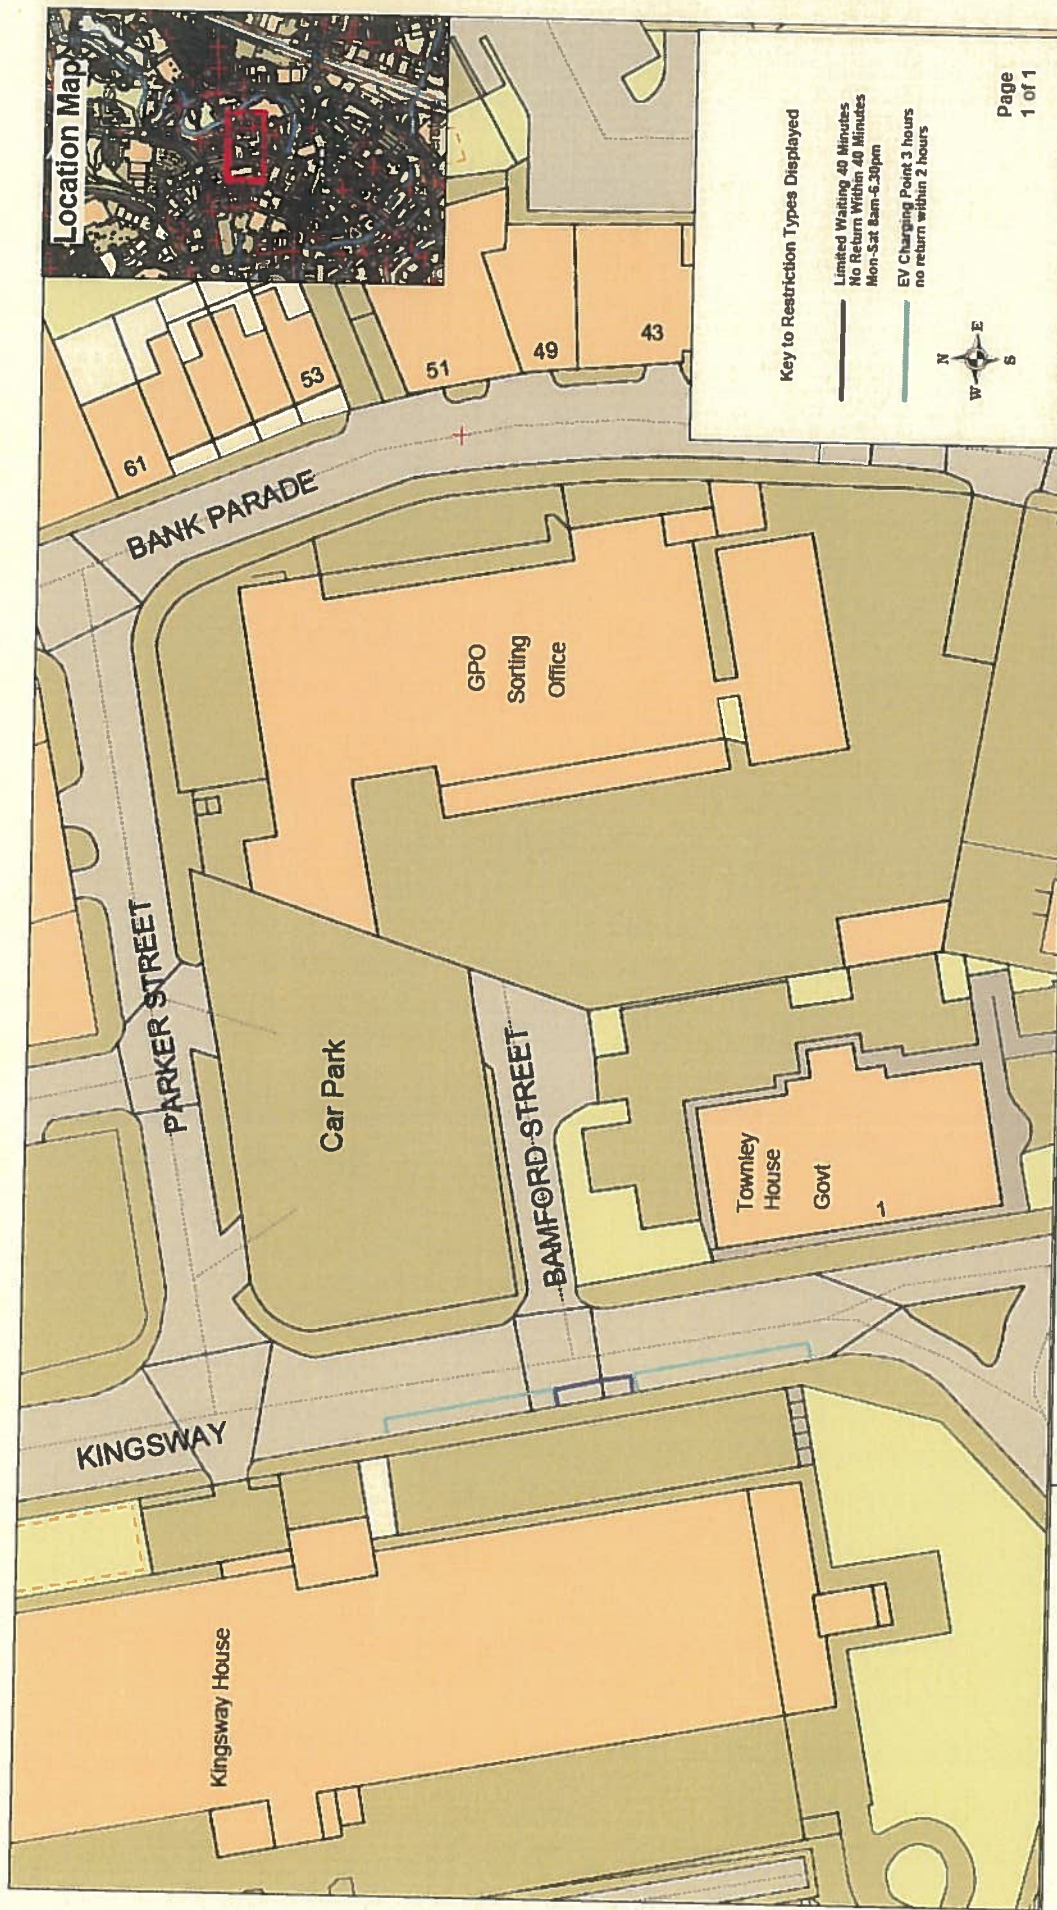 Location Map
61
53
51
49
43
BANK PARADE
GPO
Sorting
Office
PARKER STREET
Car Park
BAMFORD STREET
Townley
House
Govt
KINGSWAY
Kingsway House
Key to Restriction Types Displayed
Limited Waiting 40 Minutes
No Return Within 40 Minutes
Mon-Sat 8am-6.30pm
EV Charging Point 3 hours
no return within 2 hours
N
W
E
S
Page
1 of 1